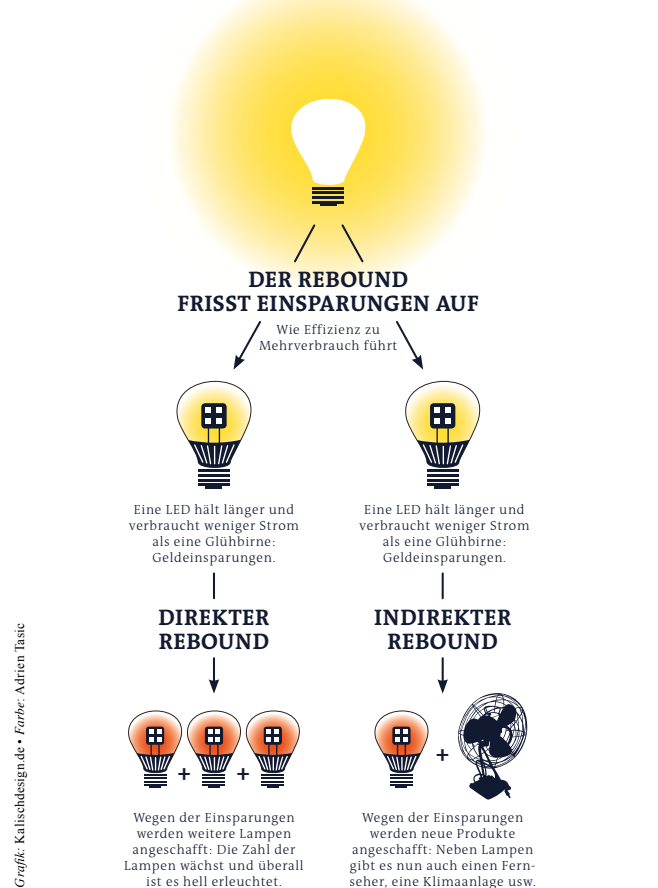 DER REBOUND
FRISST EINSPARUNGEN AUF
Wie Effizienz zu
Mehrverbrauch führt
Eine LED hält länger und
verbraucht weniger Strom
als eine Glühbirne:
Geldeinsparungen.
DIREKTER
REBOUND
+
+
Wegen der Einsparungen
werden weitere Lampen
angeschafft: Die Zahl der
Lampen wächst und überall
ist es hell erleuchtet.
Eine LED hält länger und
verbraucht weniger Strom
als eine Glühbirne:
Geldeinsparungen.
INDIREKTER
REBOUND
+
Wegen der Einsparungen
werden neue Produkte
angeschafft: Neben Lampen
gibt es nun auch einen Fern-
seher, eine Klimaanlage usw.
Grafik: Kalischdesign.de • Farbe: Adrien Tasic